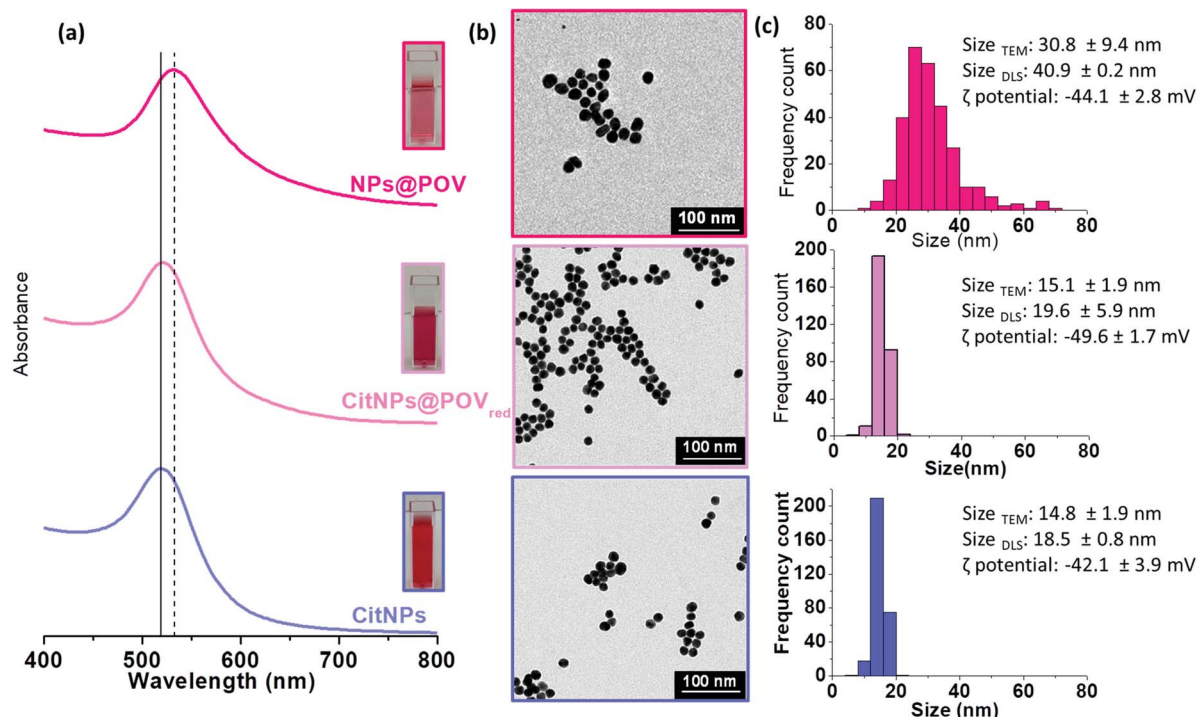 (a)
Absorbance
NPs@POV
CitNPs@POVred
CitNPs
400 500 600 700 800
Wavelength (nm)
(b)
100 nm
100 nm
100 nm
(c)
Frequency count
80
60
40
20
0
Size TEM: 30.8 ± 9.4 nm
Size DLS: 40.9 ± 0.2 nm
ζ potential: -44.1 ± 2.8 mV
0 20 40 60 80
Size (nm)
Frequency count
200
160
120
80
40
0
Size TEM: 15.1 ± 1.9 nm
Size DLS: 19.6 ± 5.9 nm
ζ potential: -49.6 ± 1.7 mV
0 20 40 60 80
Size(nm)
Frequency count
200
160
120
80
40
0
Size TEM: 14.8 ± 1.9 nm
Size DLS: 18.5 ± 0.8 nm
ζ potential: -42.1 ± 3.9 mV
0 20 40 60 80
Size (nm)